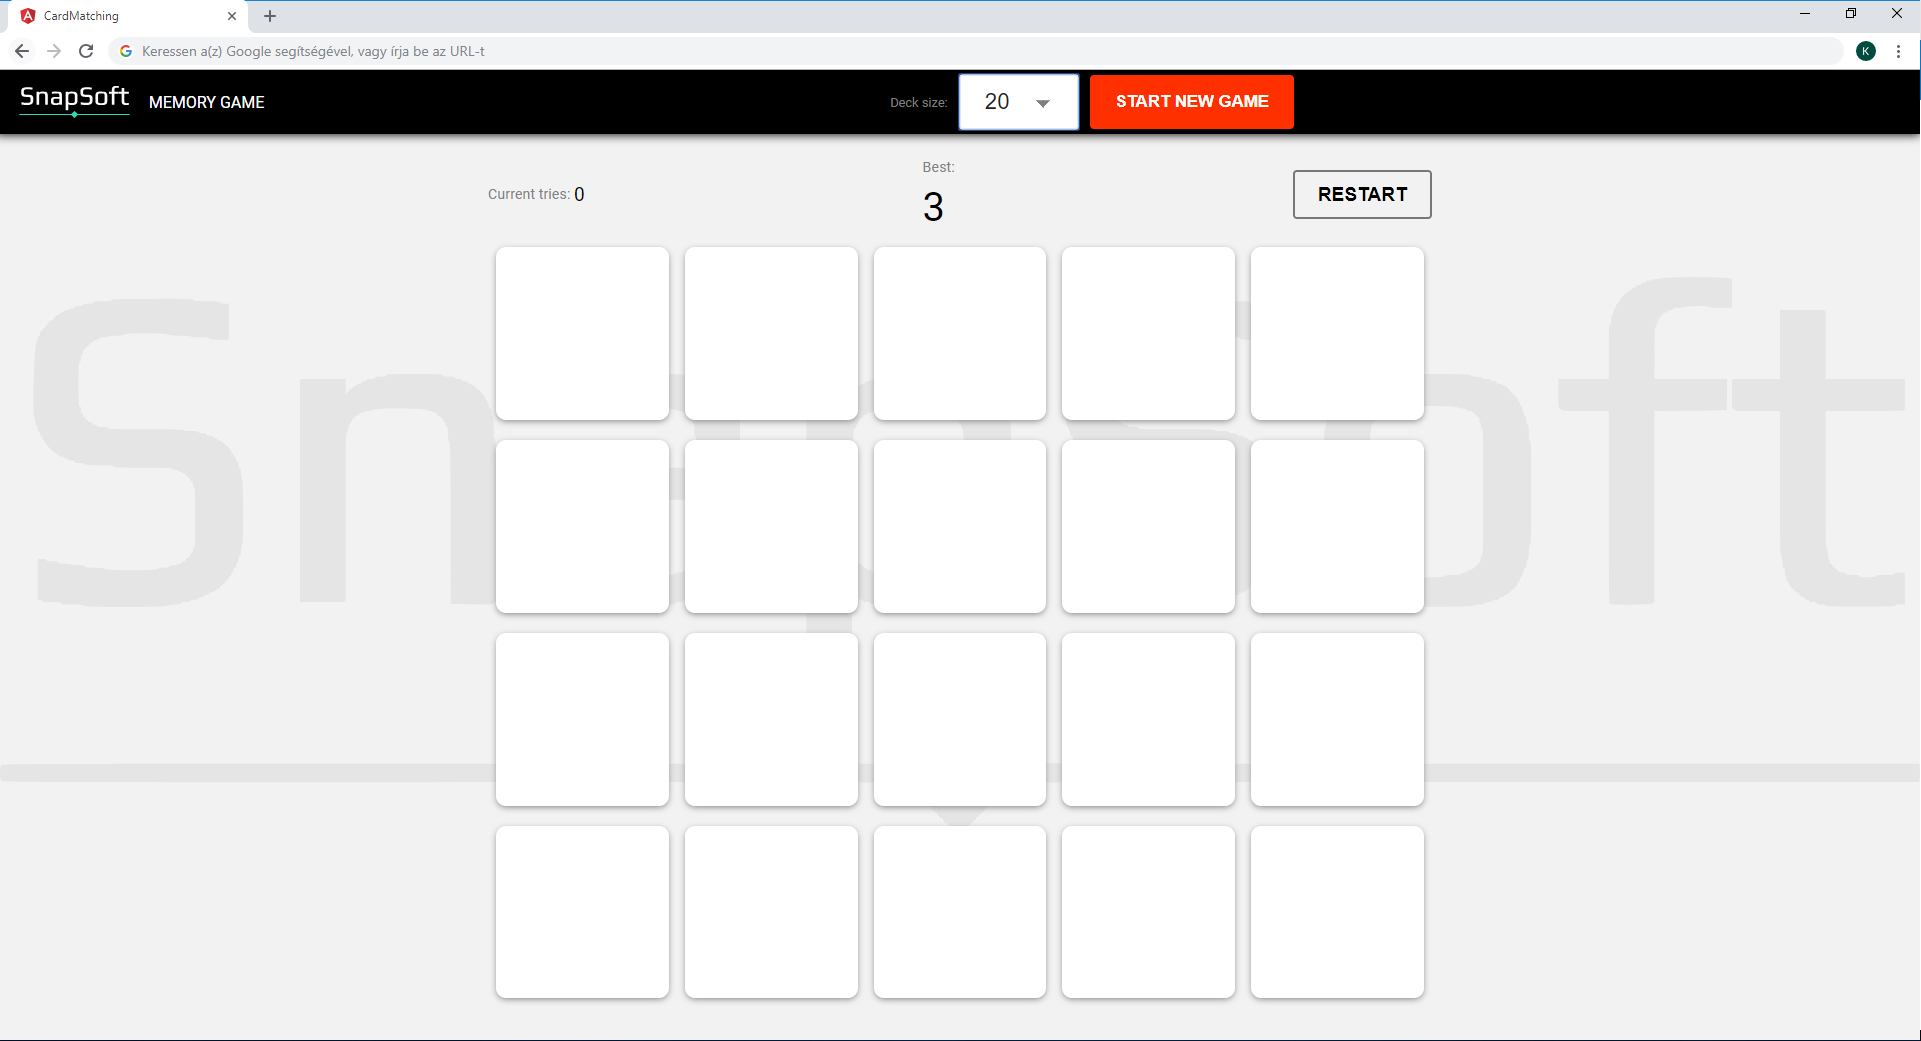 CardMatching
Keressen a(z) Google segítségével, vagy írja be az URL-t
K
SnapSoft
MEMORY GAME
Deck size:
20
START NEW GAME
Current tries: 0
Best:
3
RESTART
SnapSoft